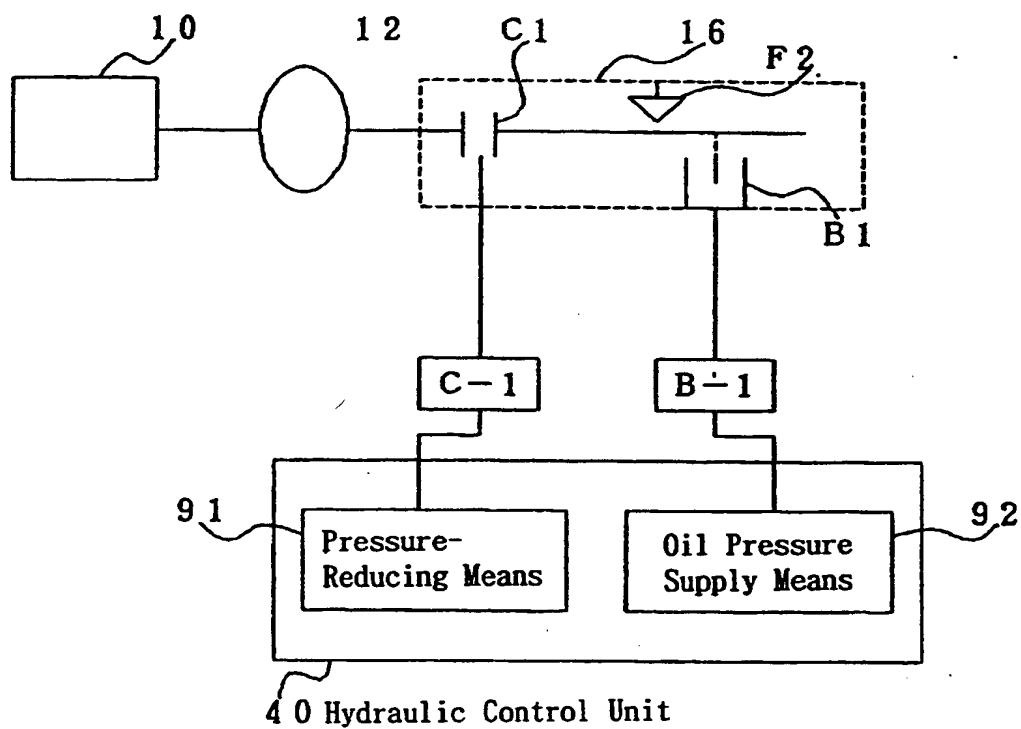 10
12
C1
16
F2
B1
C-1
B-1
91
Pressure-
Reducing Means
Oil Pressure
Supply Means
92
40 Hydraulic Control Unit